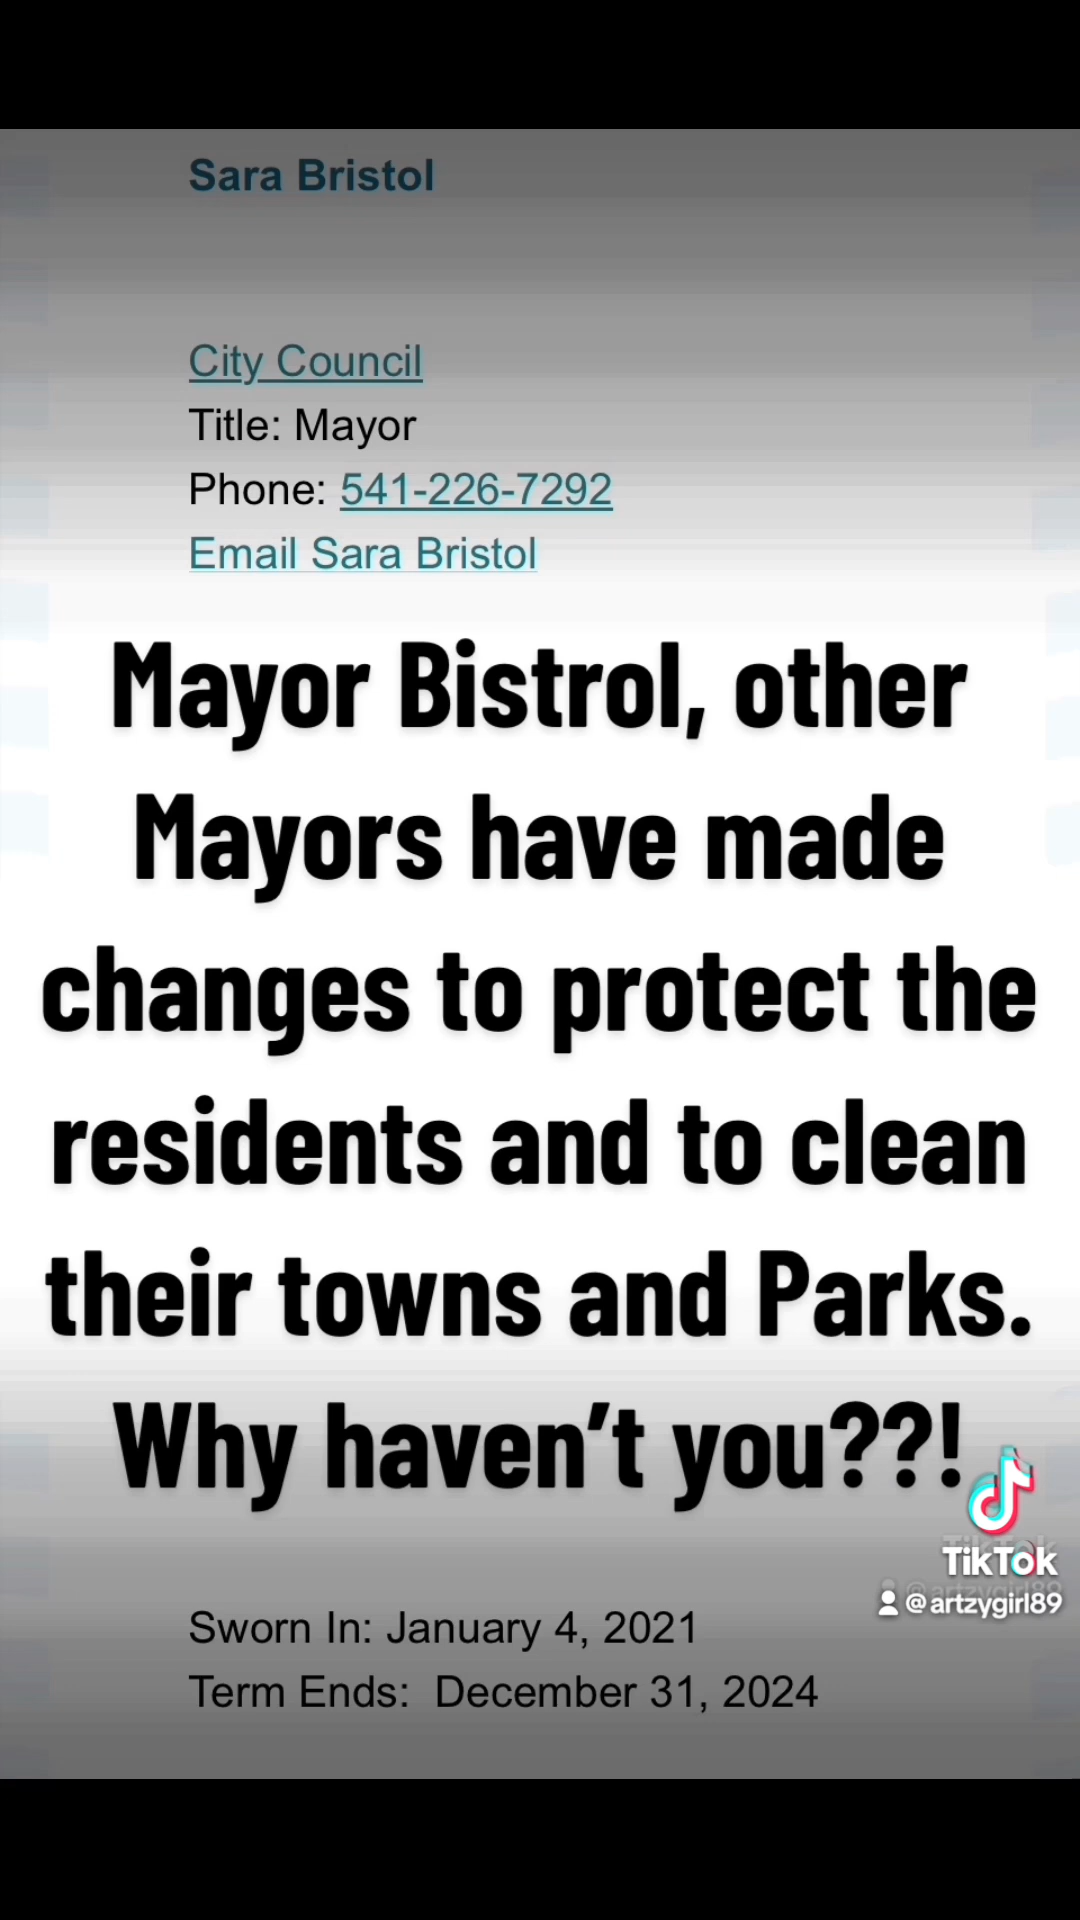 Sara Bristol
City Council
Title: Mayor
Phone: 541-226-7292
Email Sara Bristol
Mayor Bistrol, other
Mayors have made
changes to protect the
residents and to clean
their towns and Parks.
Why haven't you??!
TikTok
@artzygirl89
Sworn In: January 4, 2021
Term Ends: December 31, 2024